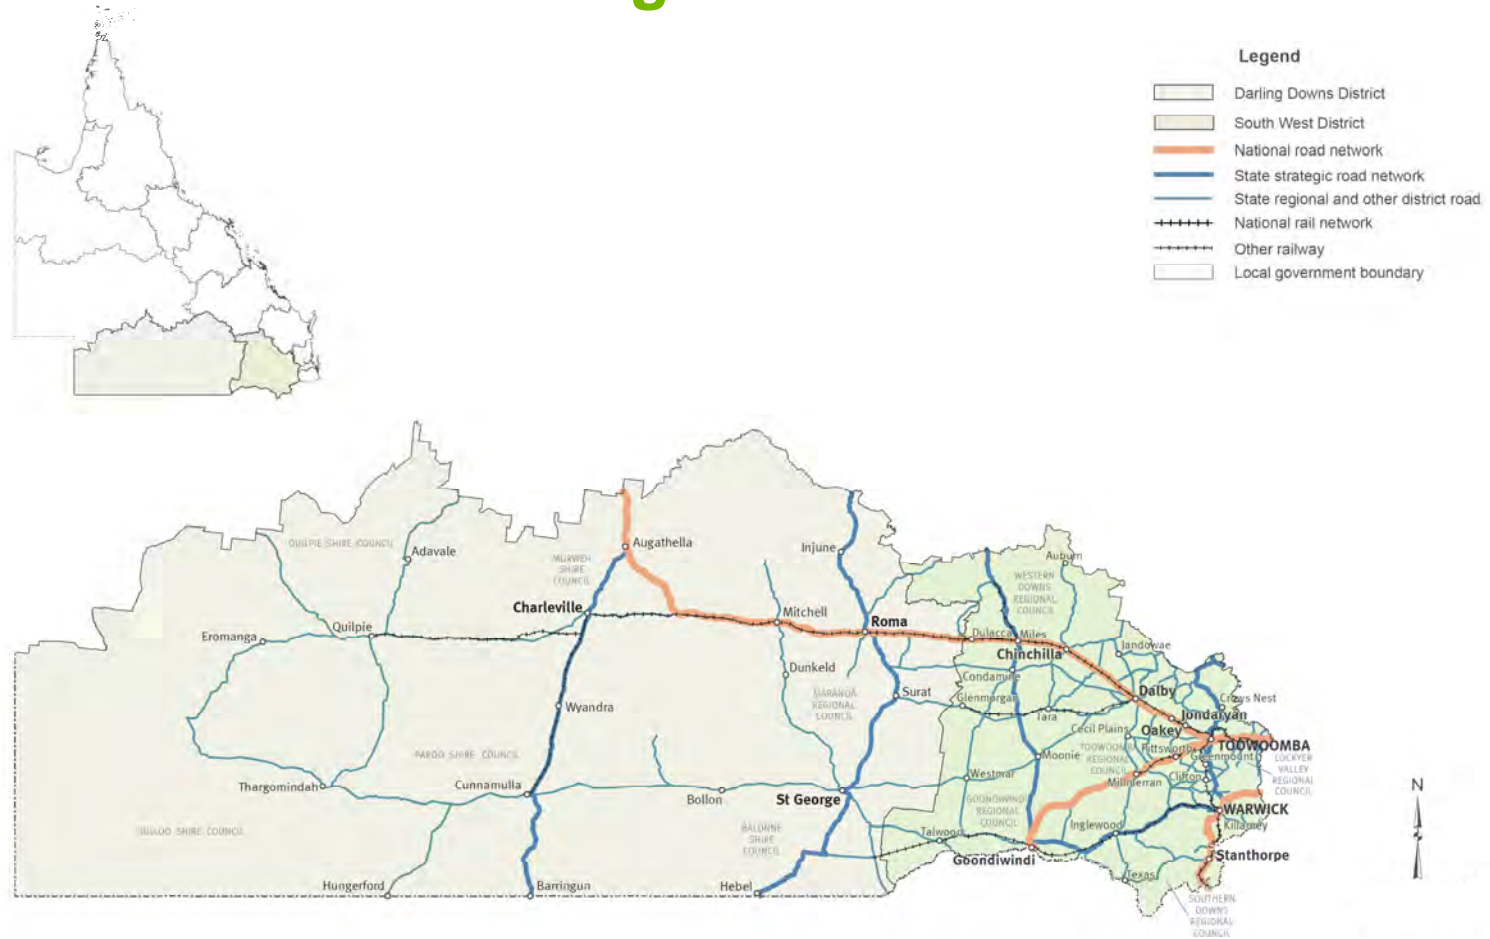 Legend
Darling Downs District
South West District
National road network
State strategic road network
State regional and other district road
National rail network
Other railway
Local government boundary
QUILPIE SHIRE COUNCIL
Adavale
Augathella
MURWEH
SHIRE
COUNCIL
Injune
Auburn
WESTERN
DOWNS
REGIONAL
COUNCIL
Charleville
Mitchell
Roma
Eromanga
Quilpie
Dulacca
Miles
Chinchilla
Jandowae
Dunkeld
Condamine
MARANOA
REGIONAL
COUNCIL
Surat
Glenmorgan
Dalby
Crows Nest
Wyandra
Tara
Jondaryan
Cecil Plains
Oakey
PAROO SHIRE COUNCIL
Moonie
TOOWOOMBA
REGIONAL
COUNCIL
Pittsworth
TOOWOOMBA
Greenmount
LOCKYER
VALLEY
REGIONAL
COUNCIL
Thargomindah
Cunnamulla
Westmar
Millmerran
Clifton
Bollon
St George
GOONDIWINDI
REGIONAL
COUNCIL
WARWICK
BULLOO SHIRE COUNCIL
BALONNE
SHIRE
COUNCIL
Talwood
Inglewood
Killarney
Goondiwindi
Stanthorpe
Hungerford
Barringun
Hebel
Texas
SOUTHERN
DOWNS
REGIONAL
COUNCIL
N